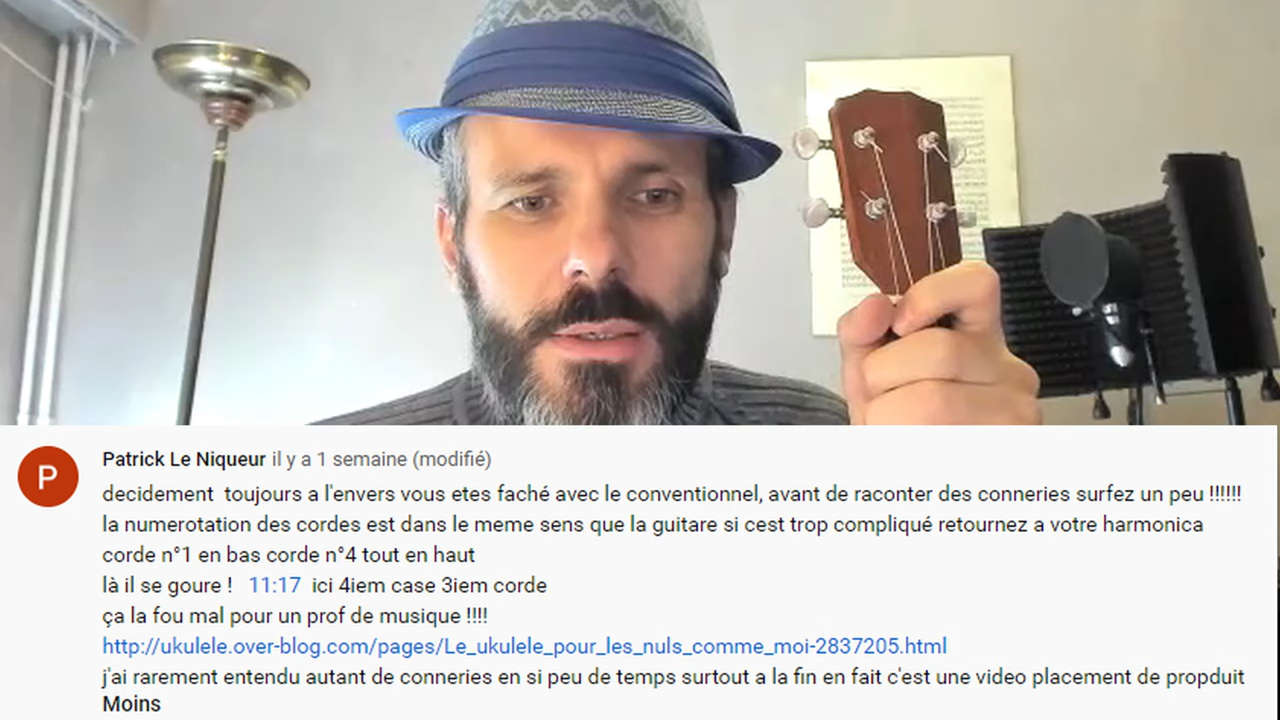 P
Patrick Le Niqueur il y a 1 semaine (modifié)
decidement toujours a l'envers vous etes faché avec le conventionnel, avant de raconter des conneries surfez un peu !!!!!!
la numerotation des cordes est dans le meme sens que la guitare si cest trop compliqué retournez a votre harmonica
corde n°1 en bas corde n°4 tout en haut
là il se goure ! 11:17 ici 4iem case 3iem corde
ça la fou mal pour un prof de musique !!!!
http://ukulele.over-blog.com/pages/Le_ukulele_pour_les_nuls_comme_moi-2837205.html
j'ai rarement entendu autant de conneries en si peu de temps surtout a la fin en fait c'est une video placement de propduit
Moins